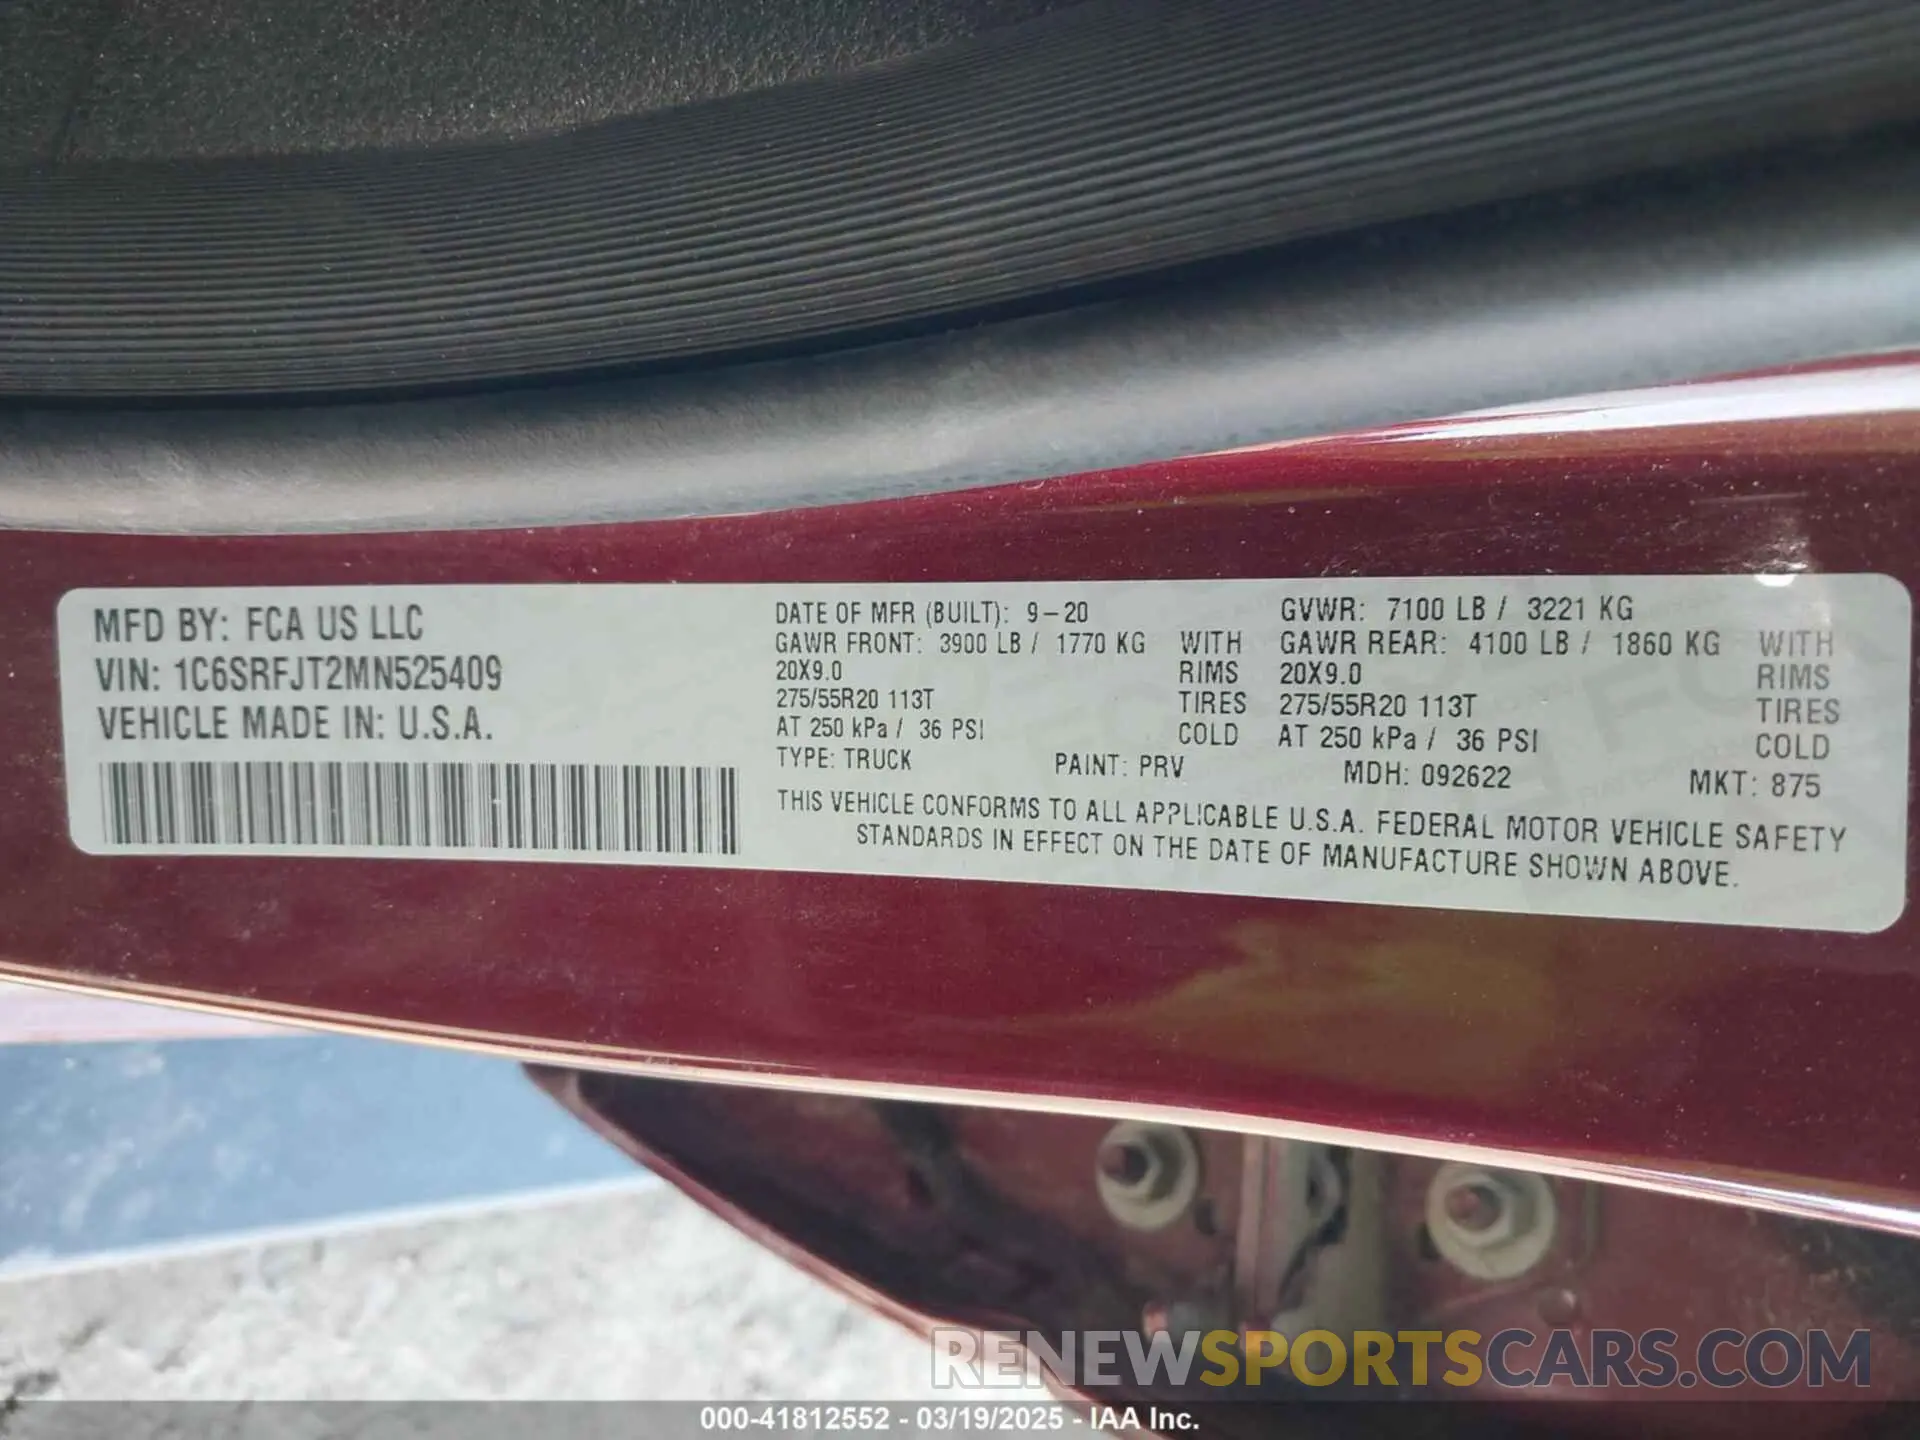 MFD BY: FCA US LLC
VIN: 1C6SRFJT2MN525409
VEHICLE MADE IN: U.S.A.
DATE OF MFR (BUILT): 9-20 GVWR: 7100 LB / 3221 KG
GAWR FRONT: 3900 LB / 1770 KG WITH GAWR REAR: 4100 LB / 1860 KG WITH
20X9.0 RIMS 20X9.0 RIMS
275/55R20 113T TIRES 275/55R20 113T TIRES
AT 250 kPa / 36 PSI COLD AT 250 kPa / 36 PSI COLD
TYPE: TRUCK PAINT: PRV MDH: 092622 MKT: 875
THIS VEHICLE CONFORMS TO ALL APPLICABLE U.S.A. FEDERAL MOTOR VEHICLE SAFETY
STANDARDS IN EFFECT ON THE DATE OF MANUFACTURE SHOWN ABOVE.
RENEWSPORTSCARS.COM
000-41812552 - 03/19/2025 - IAA Inc.